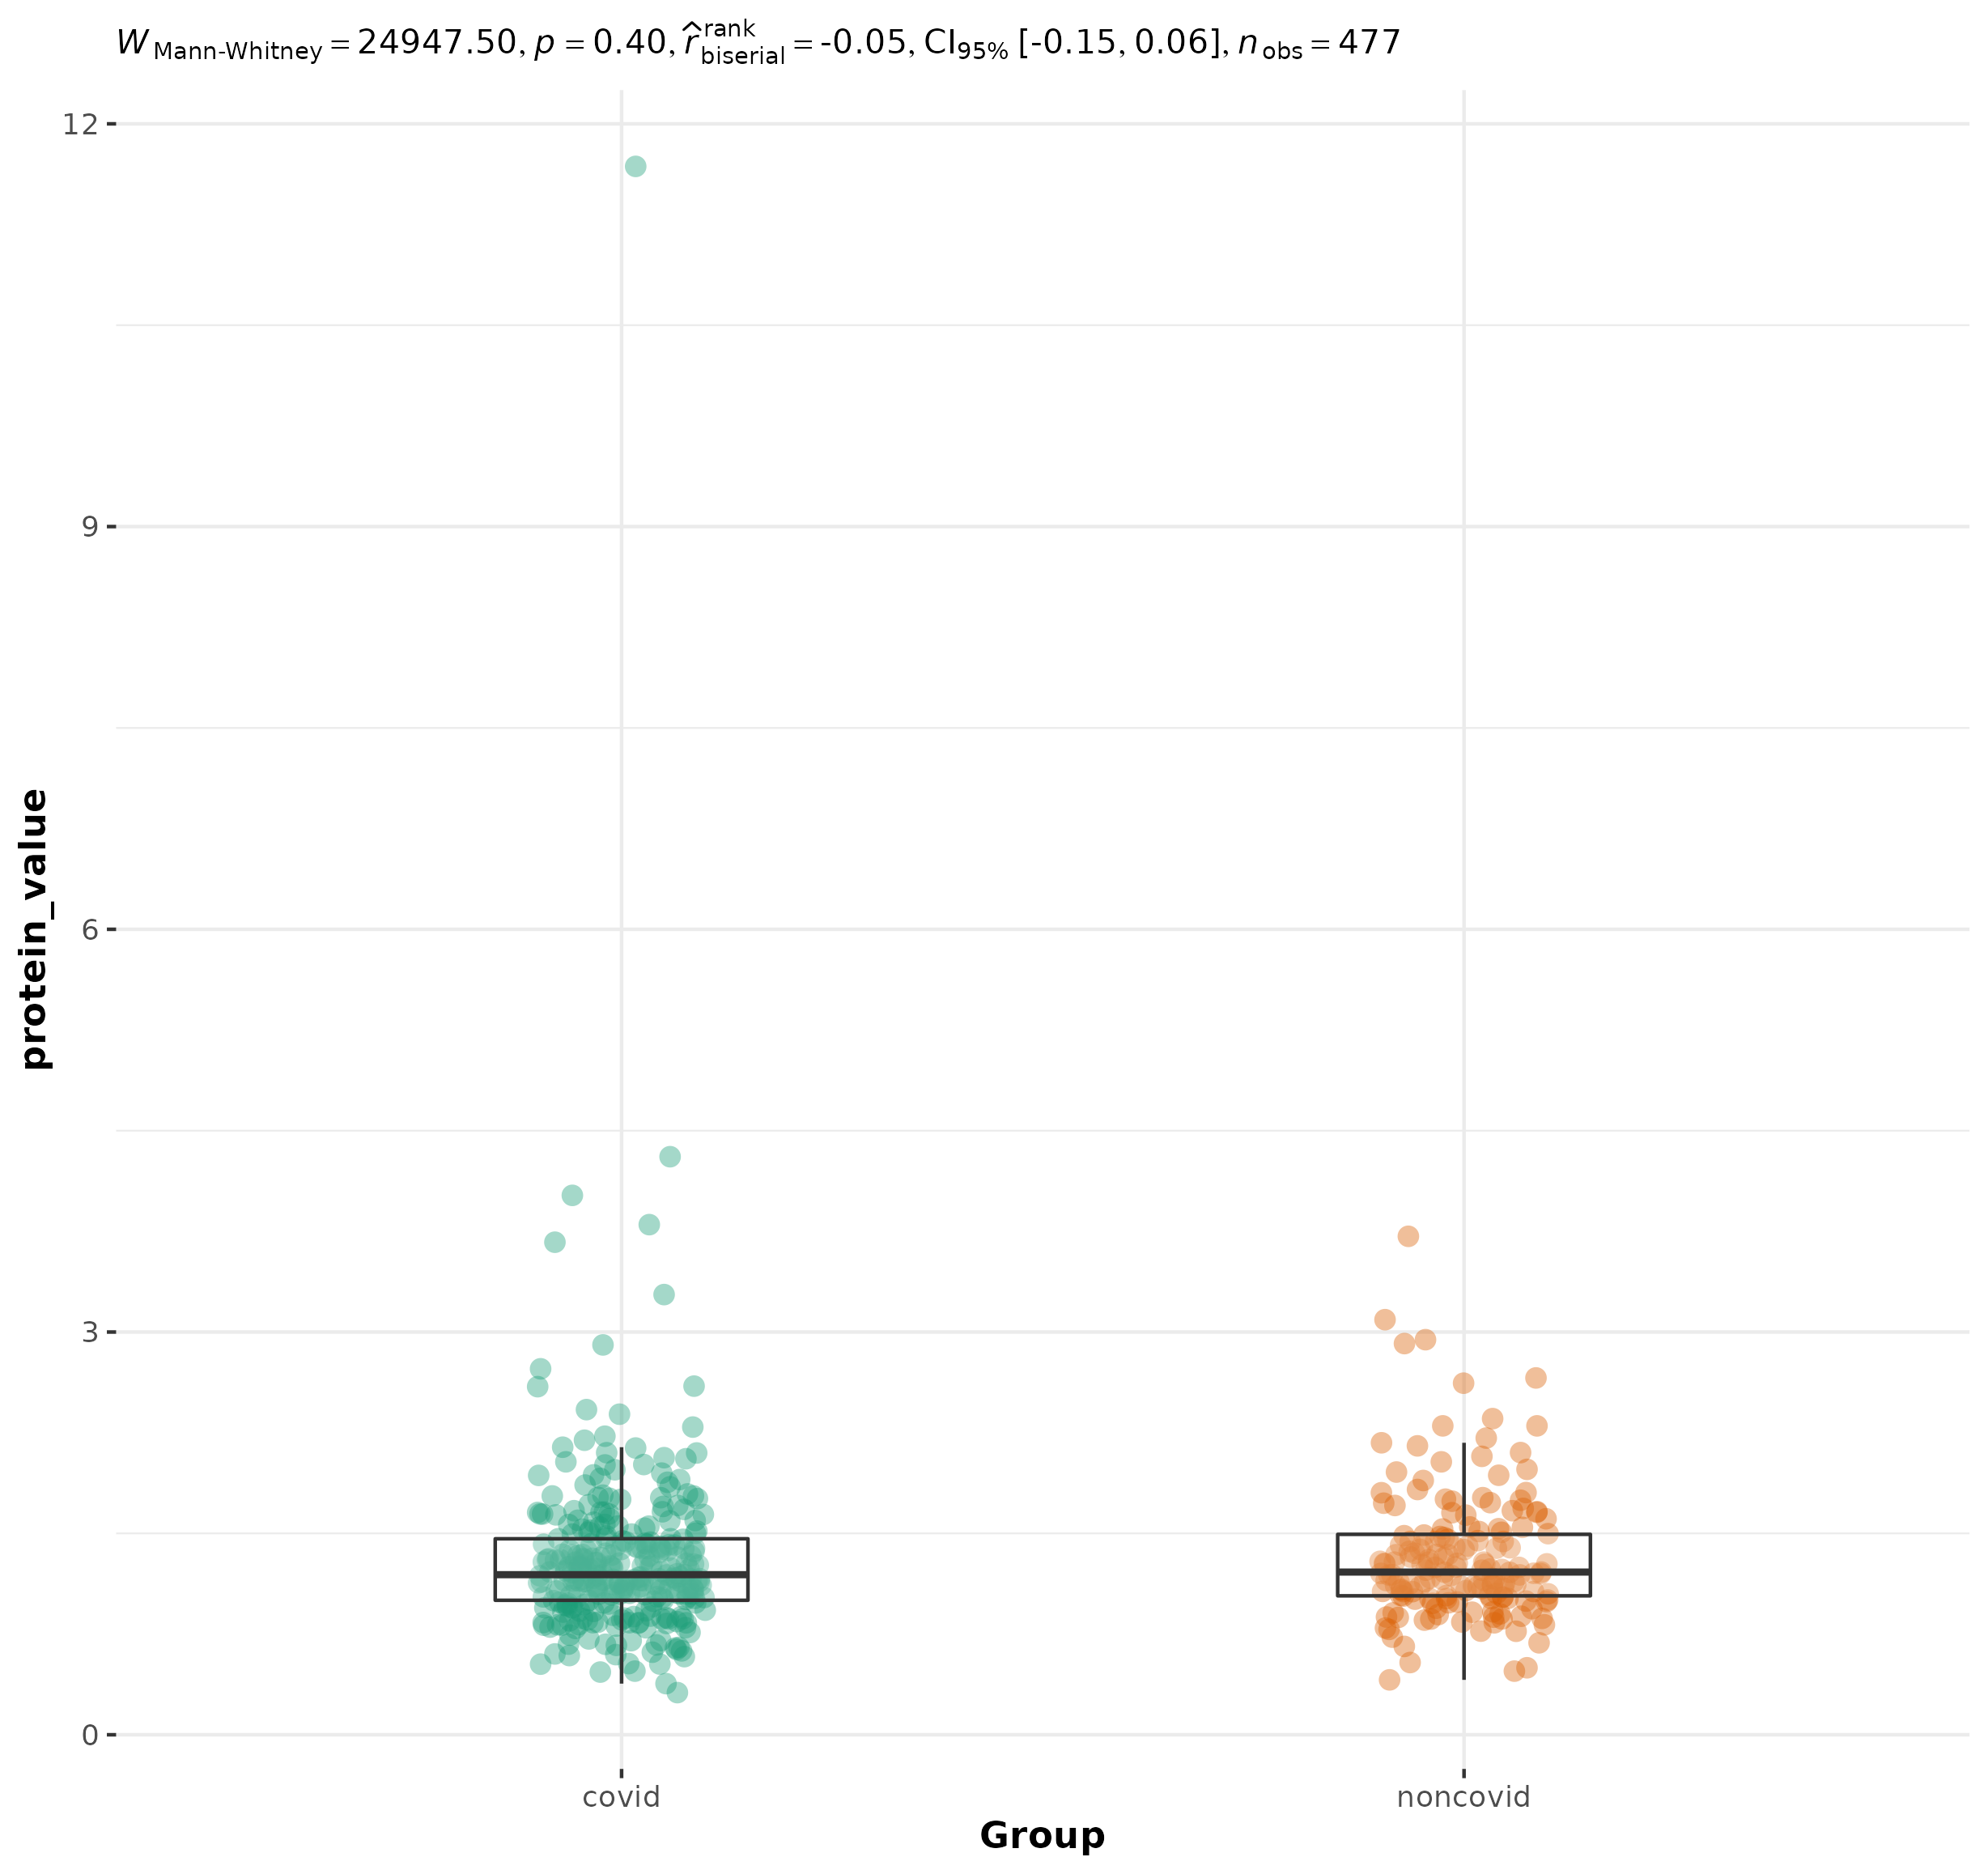 W Mann-Whitney = 24947.50, p = 0.40, r̂ rank biserial = -0.05, CI95% [-0.15, 0.06], n obs = 477
12
9
6
3
0
protein_value
covid noncovid
Group